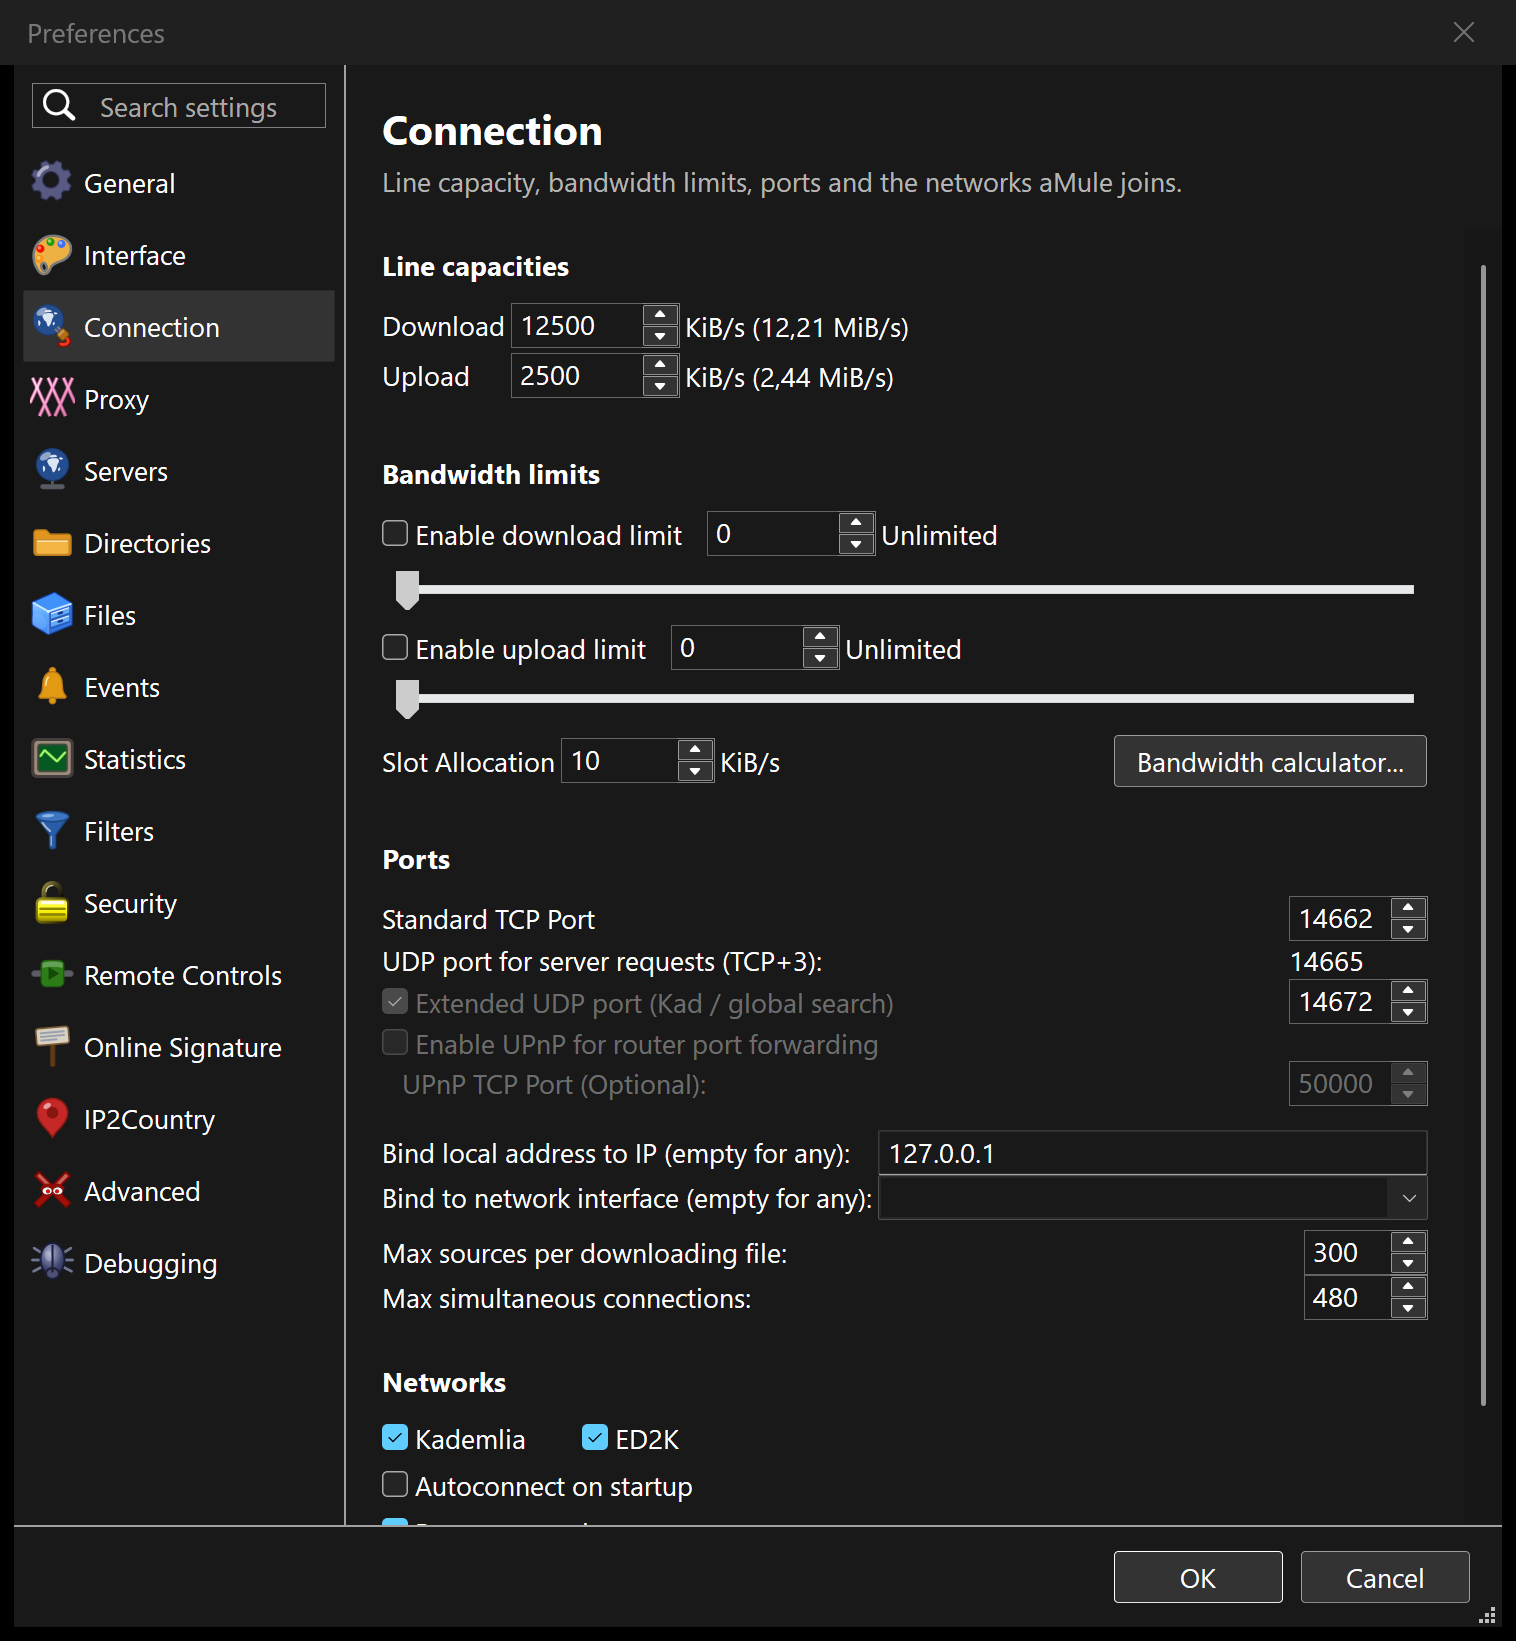 Preferences
Search settings
General
Interface
Connection
Proxy
Servers
Directories
Files
Events
Statistics
Filters
Security
Remote Controls
Online Signature
IP2Country
Advanced
Debugging
Connection
Line capacity, bandwidth limits, ports and the networks aMule joins.
Line capacities
Download 12500 KiB/s (12,21 MiB/s)
Upload 2500 KiB/s (2,44 MiB/s)
Bandwidth limits
Enable download limit 0 Unlimited
Enable upload limit 0 Unlimited
Slot Allocation 10 KiB/s Bandwidth calculator...
Ports
Standard TCP Port 14662
UDP port for server requests (TCP+3): 14665
Extended UDP port (Kad / global search) 14672
Enable UPnP for router port forwarding
UPnP TCP Port (Optional): 50000
Bind local address to IP (empty for any): 127.0.0.1
Bind to network interface (empty for any):
Max sources per downloading file: 300
Max simultaneous connections: 480
Networks
Kademlia ED2K
Autoconnect on startup
OK Cancel